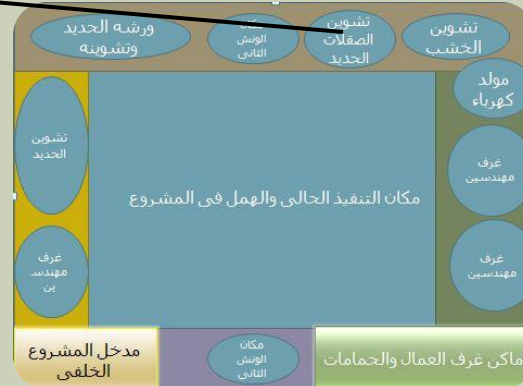 تشوين
الخشب
تشوين
الصقلات
الحديد
مكان
الونش
الثانى
ورشه الحديد
وتشوينه
مولد
كهرباء
غرف
مهندسين
غرف
مهندسين
مكان التنفيذ الحالى والهمل فى المشروع
تشوين
الحديد
غرف
مهندسـ
ين
ماكن غرف العمال والحمامات
مكان
الونش
الثانى
مدخل المشروع
الخلفى